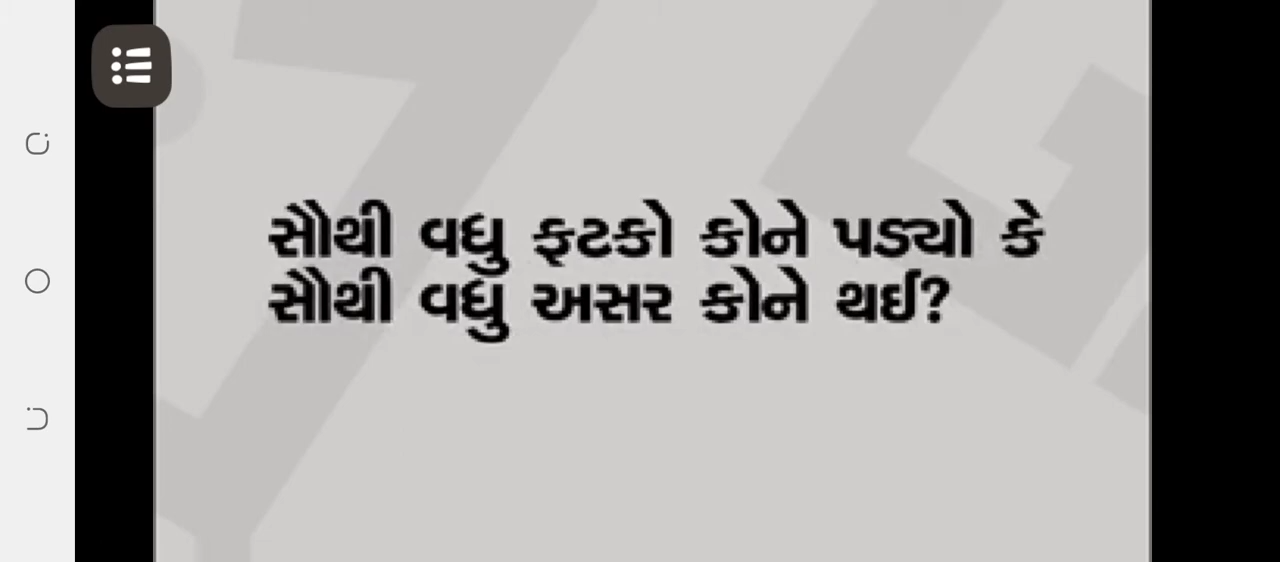 સૌથી વધુ ફટકો કોને પડ્યો કે
સૌથી વધુ અસર કોને થઈ?